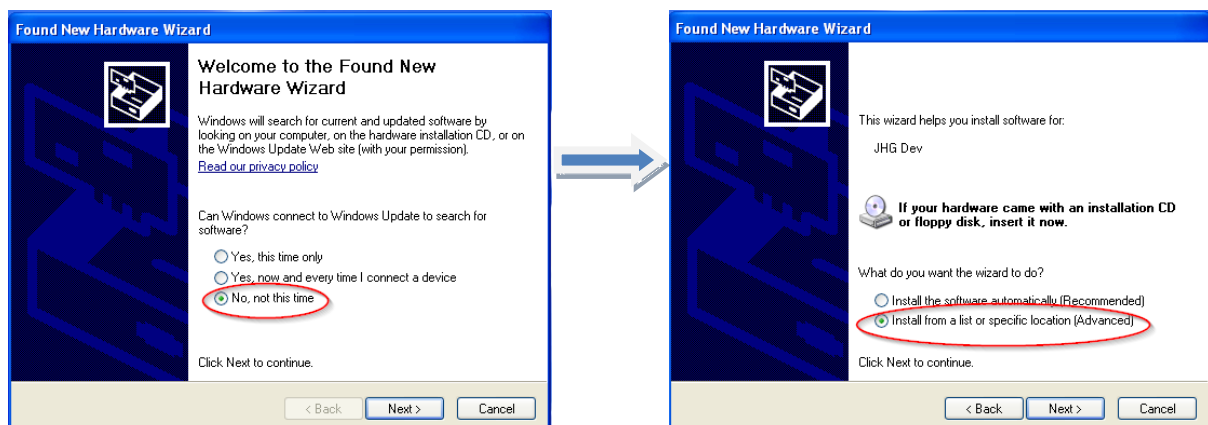 Found New Hardware Wizard
Welcome to the Found New
Hardware Wizard
Windows will search for current and updated software by
looking on your computer, on the hardware installation CD, or on
the Windows Update Web site (with your permission).
Read our privacy policy
Can Windows connect to Windows Update to search for
software?
Yes, this time only
Yes, now and every time I connect a device
No, not this time
Click Next to continue.
< Back
Next >
Cancel
Found New Hardware Wizard
This wizard helps you install software for:
JHG Dev
If your hardware came with an installation CD
or floppy disk, insert it now.
What do you want the wizard to do?
Install the software automatically (Recommended)
Install from a list or specific location (Advanced)
Click Next to continue.
< Back
Next >
Cancel